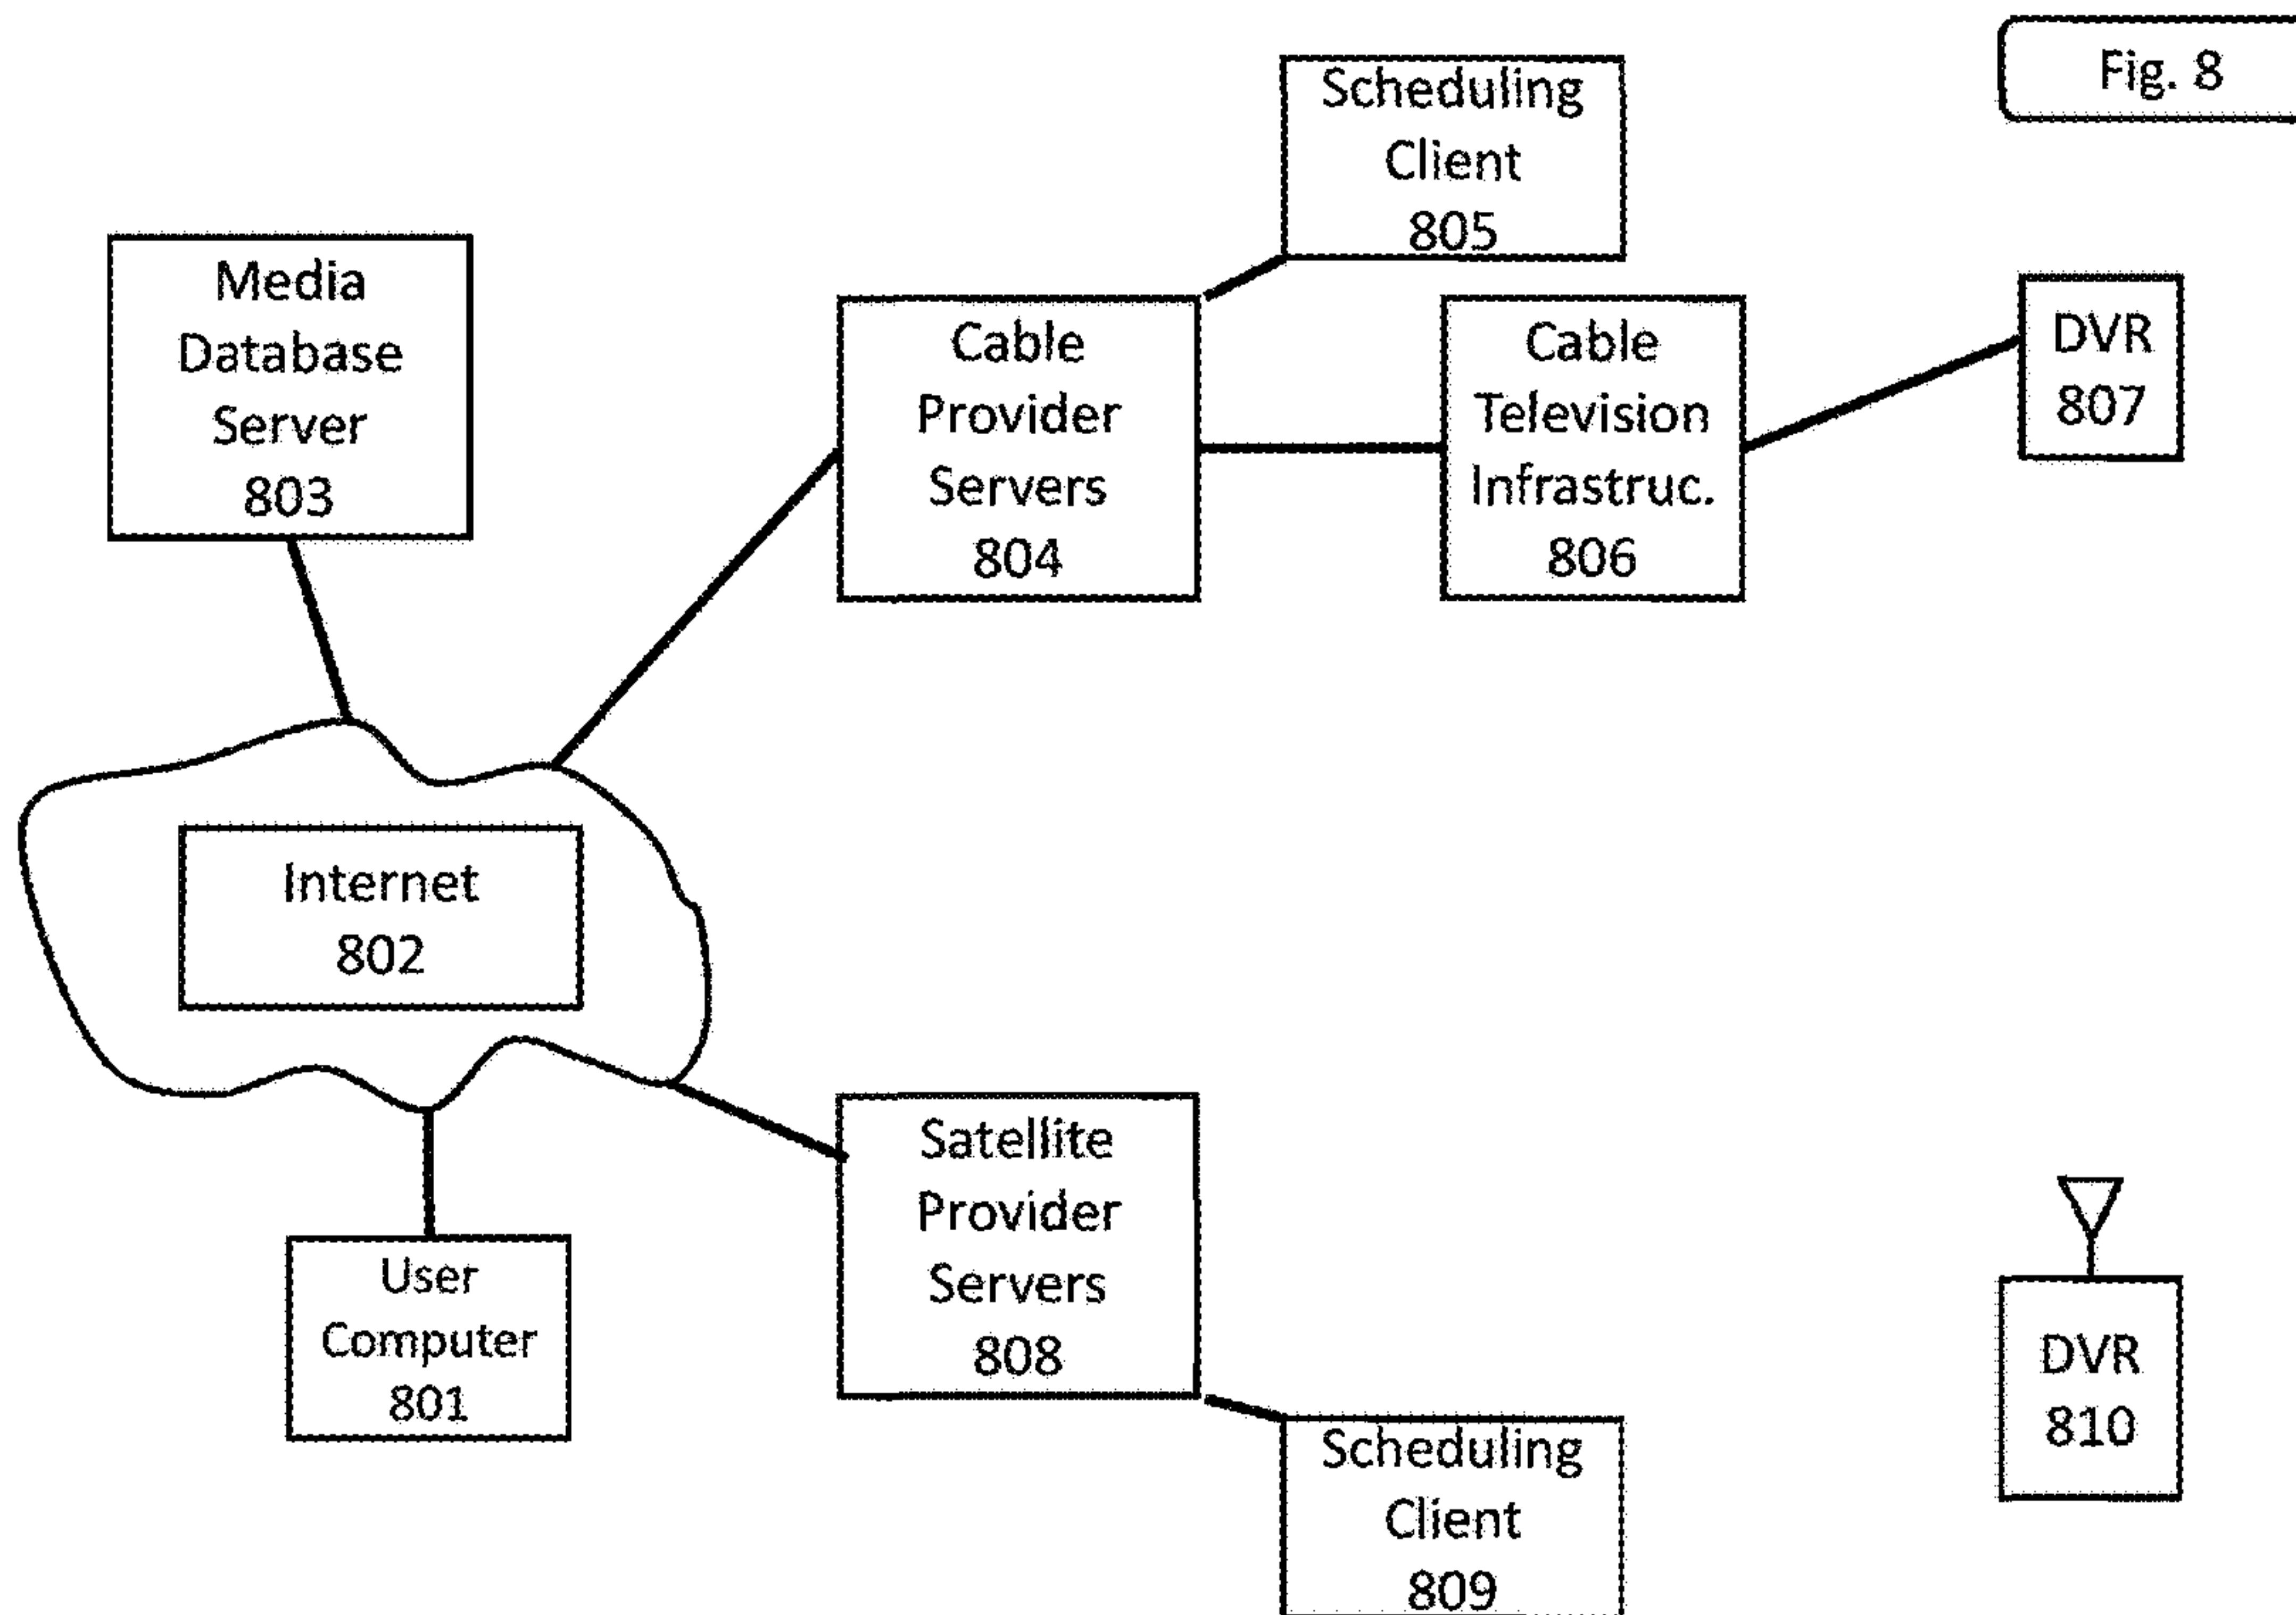 Fig. 8
Scheduling
Client
805
Media
Database
Server
803
Cable
Provider
Servers
804
Cable
Television
Infrastruc.
806
DVR
807
Internet
802
User
Computer
801
Satellite
Provider
Servers
808
Scheduling
Client
809
DVR
810